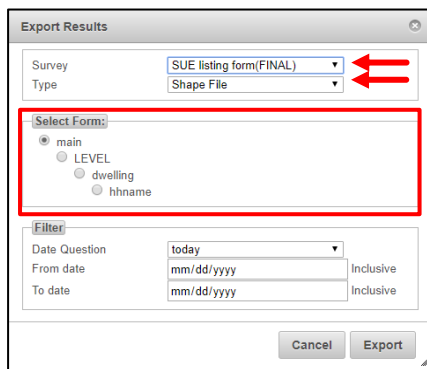 Export Results
Survey SUE listing form(FINAL)
Type Shape File
Select Form:
main
LEVEL
dwelling
hhname
Filter
Date Question today
From date mm/dd/yyyy Inclusive
To date mm/dd/yyyy Inclusive
Cancel Export